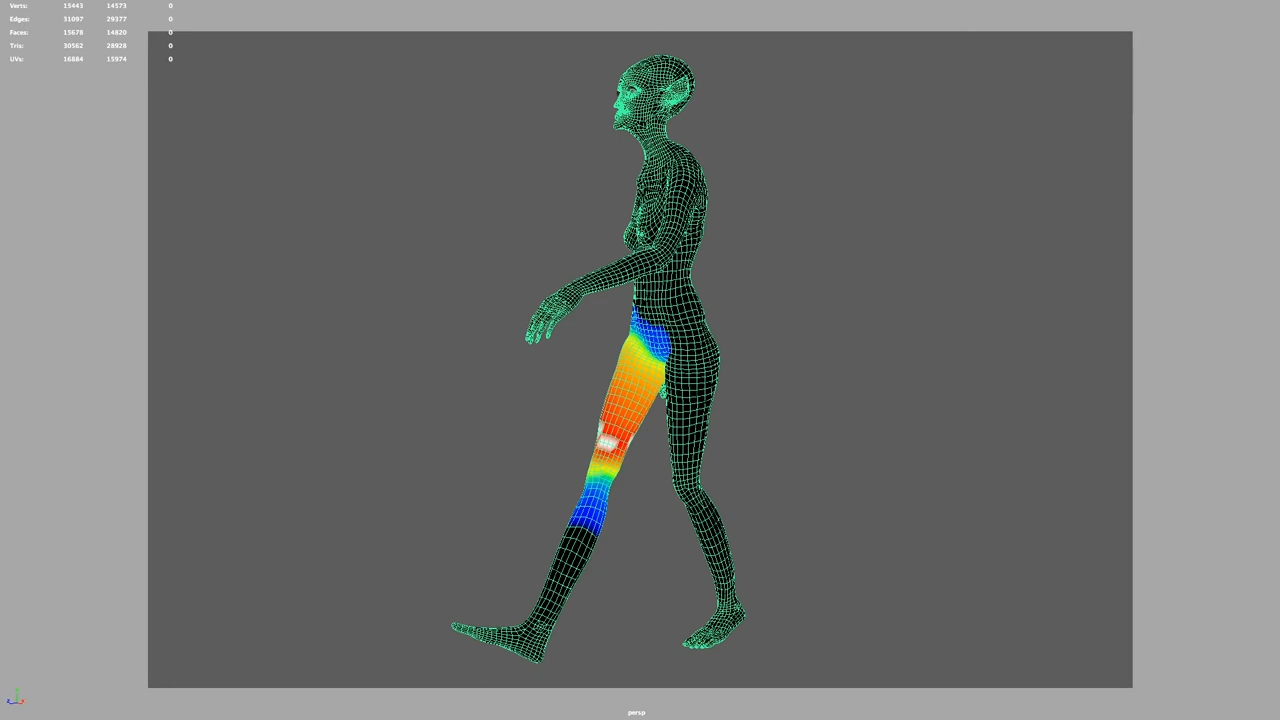 Verts: 15443 14573 0
Edges: 31097 29377 0
Faces: 15678 14820 0
Tris: 30562 28928 0
UVs: 16884 15974 0
persp